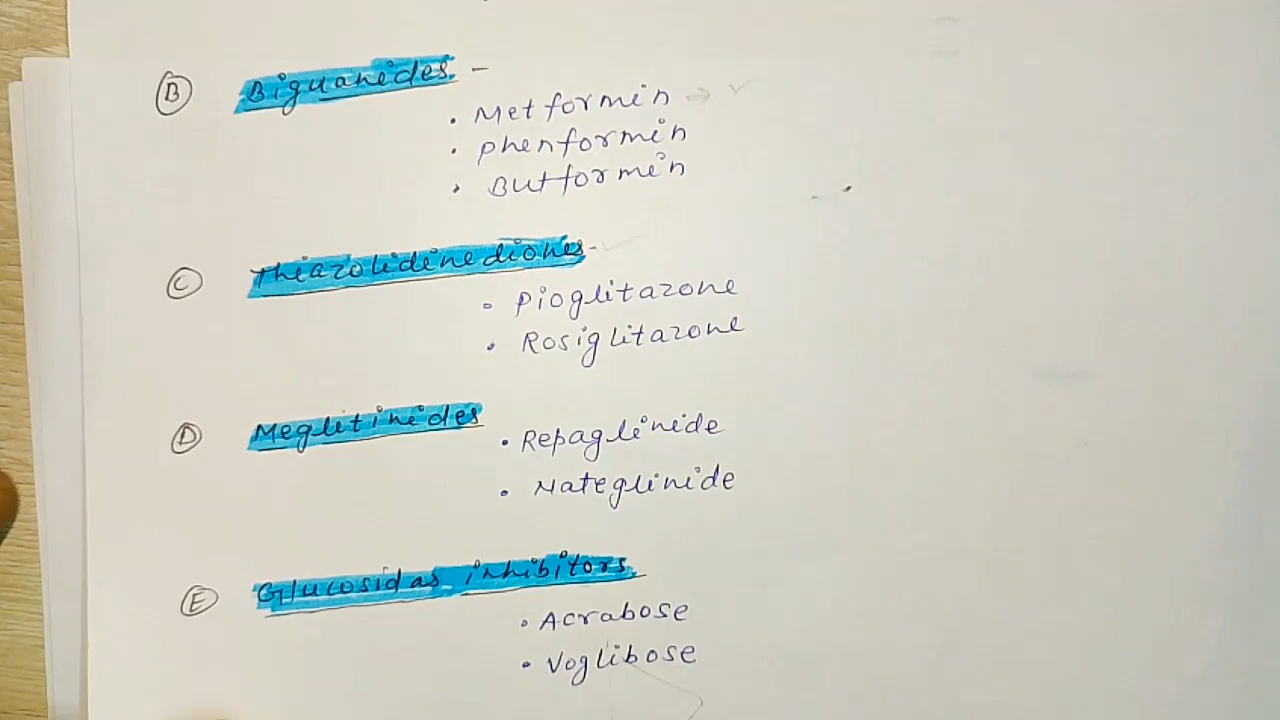 B Biguanides -
• Metformin → ✓
• Phenformin
• Butformin
C Thiazolidinediones - ✓
• Pioglitazone
• Rosiglitazone
D Meglitinides
• Repaglinide
• Nateglinide
E Glucosidas inhibitors
• Acrabose
• Voglibose